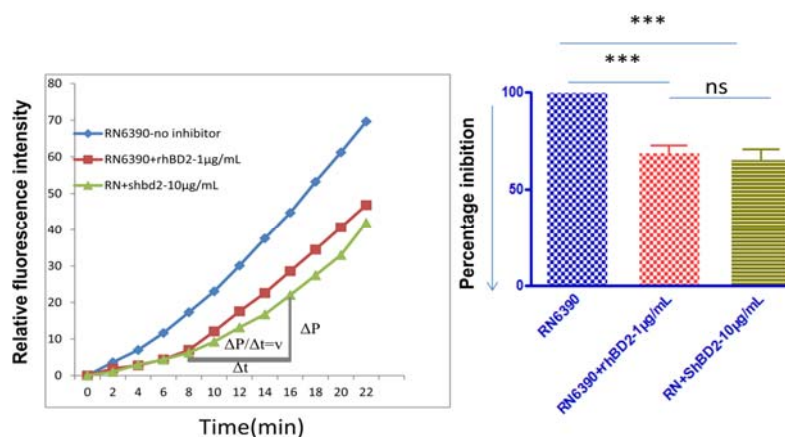 Relative fluorescence intensity
80
70
60
50
40
30
20
10
0
RN6390-no inhibitor
RN6390+rhBD2-1µg/mL
RN+shbd2-10µg/mL
ΔP/Δt=v
ΔP
Δt
0 2 4 6 8 10 12 14 16 18 20 22
Time(min)
***
***
ns
Percentage inibition
100
50
0
RN6390
RN6390+rhBD2-1µg/mL
RN+ShBD2-10µg/mL